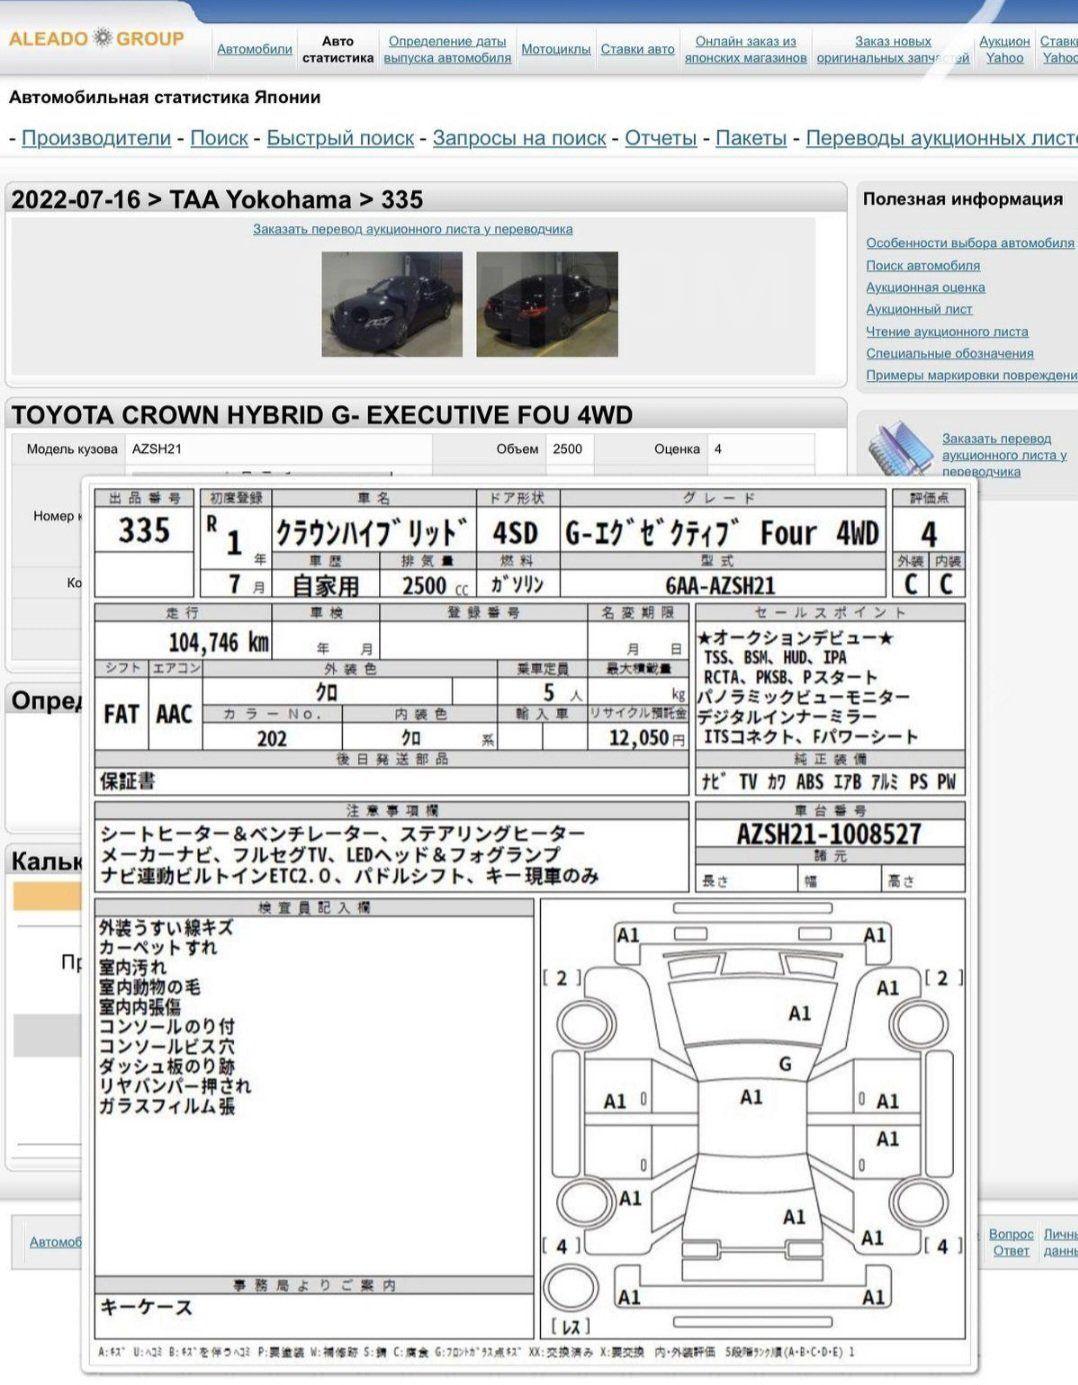 ALEADO GROUP
Автомобили
Авто статистика
Определение даты выпуска автомобиля
Мотоциклы
Ставки авто
Онлайн заказ из японских магазинов
Заказ новых оригинальных запчастей
Аукцион Yahoo
Ставки Yahoo
Автомобильная статистика Японии
- Производители - Поиск - Быстрый поиск - Запросы на поиск - Отчеты - Пакеты - Переводы аукционных лист
2022-07-16 > TAA Yokohama > 335
Заказать перевод аукционного листа у переводчика
Полезная информация
Особенности выбора автомобиля
Поиск автомобиля
Аукционная оценка
Аукционный лист
Чтение аукционного листа
Специальные обозначения
Примеры маркировки повреждени
TOYOTA CROWN HYBRID G- EXECUTIVE FOU 4WD
Модель кузова AZSH21 Объем 2500 Оценка 4
Заказать перевод
аукционного листа у
переводчика
Номер к
Ко
Опред
Кальк
Пр
Автомоб
Вопрос Ответ
Личны данны
出品番号 初度登録 車名 ドア形状 グレード 評価点
335 R 1 年 クラウンハイブリッド 4SD G-エグゼクティブ Four 4WD 4
車歴 排気量 燃料 型式 外装 内装
7 月 自家用 2500 cc ガソリン 6AA-AZSH21 C C
走行 車検 登録番号 名変期限 セールスポイント
104,746 km 年 月 月 日
★オークションデビュー★
TSS、BSM、HUD、IPA
RCTA、PKSB、Pスタート
パノラミックビューモニター
デジタルインナーミラー
ITSコネクト、Fパワーシート
シフト エアコン 外装色 乗車定員 最大積載量
FAT AAC クロ 5 人 kg
カラーNo. 内装色 輸入車 リサイクル預託金
202 クロ 系 12,050 円
後日発送部品 純正装備
保証書 ナビ TV カワ ABS エアB アルミ PS PW
注意事項欄 車台番号
シートヒーター＆ベンチレーター、ステアリングヒーター
メーカーナビ、フルセグTV、LEDヘッド＆フォグランプ
ナビ連動ビルトインETC2.0、パドルシフト、キー現車のみ
AZSH21-1008527
諸元
長さ 幅 高さ
検査員記入欄
外装うすい線キズ
カーペットすれ
室内汚れ
室内動物の毛
室内内張傷
コンソールのり付
コンソールビス穴
ダッシュ板のり跡
リヤバンパー押され
ガラスフィルム張
A1 A1
[ 2 ] [ 2 ]
A1
A1
G
A1 A1 A1
A1
A1
A1
A1
[ 4 ] [ 4 ]
A1 A1
[レス]
事務局よりご案内
キーケース
A:キズ U:ヘコミ B:キズを伴うヘコミ P:要塗装 W:補修跡 S:錆 C:腐食 G:フロントガラス点キズ XX:交換済み X:要交換 内・外装評価 5段階ランク順(A・B・C・D・E) 1